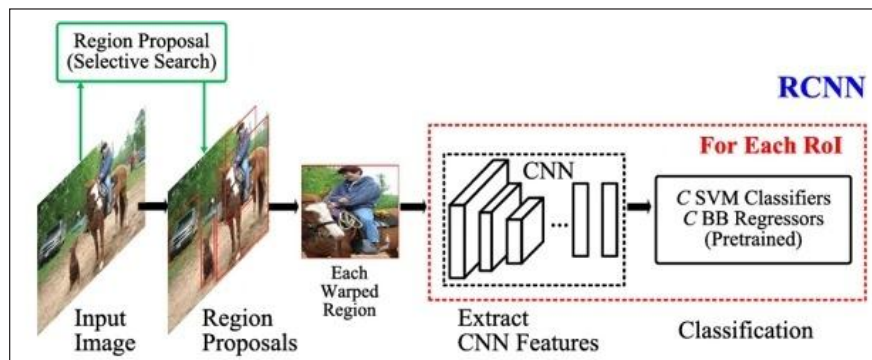 Region Proposal
(Selective Search)
RCNN
For Each RoI
CNN
...
C SVM Classifiers
C BB Regressors
(Pretrained)
Each
Warped
Region
Input
Image
Region
Proposals
Extract
CNN Features
Classification